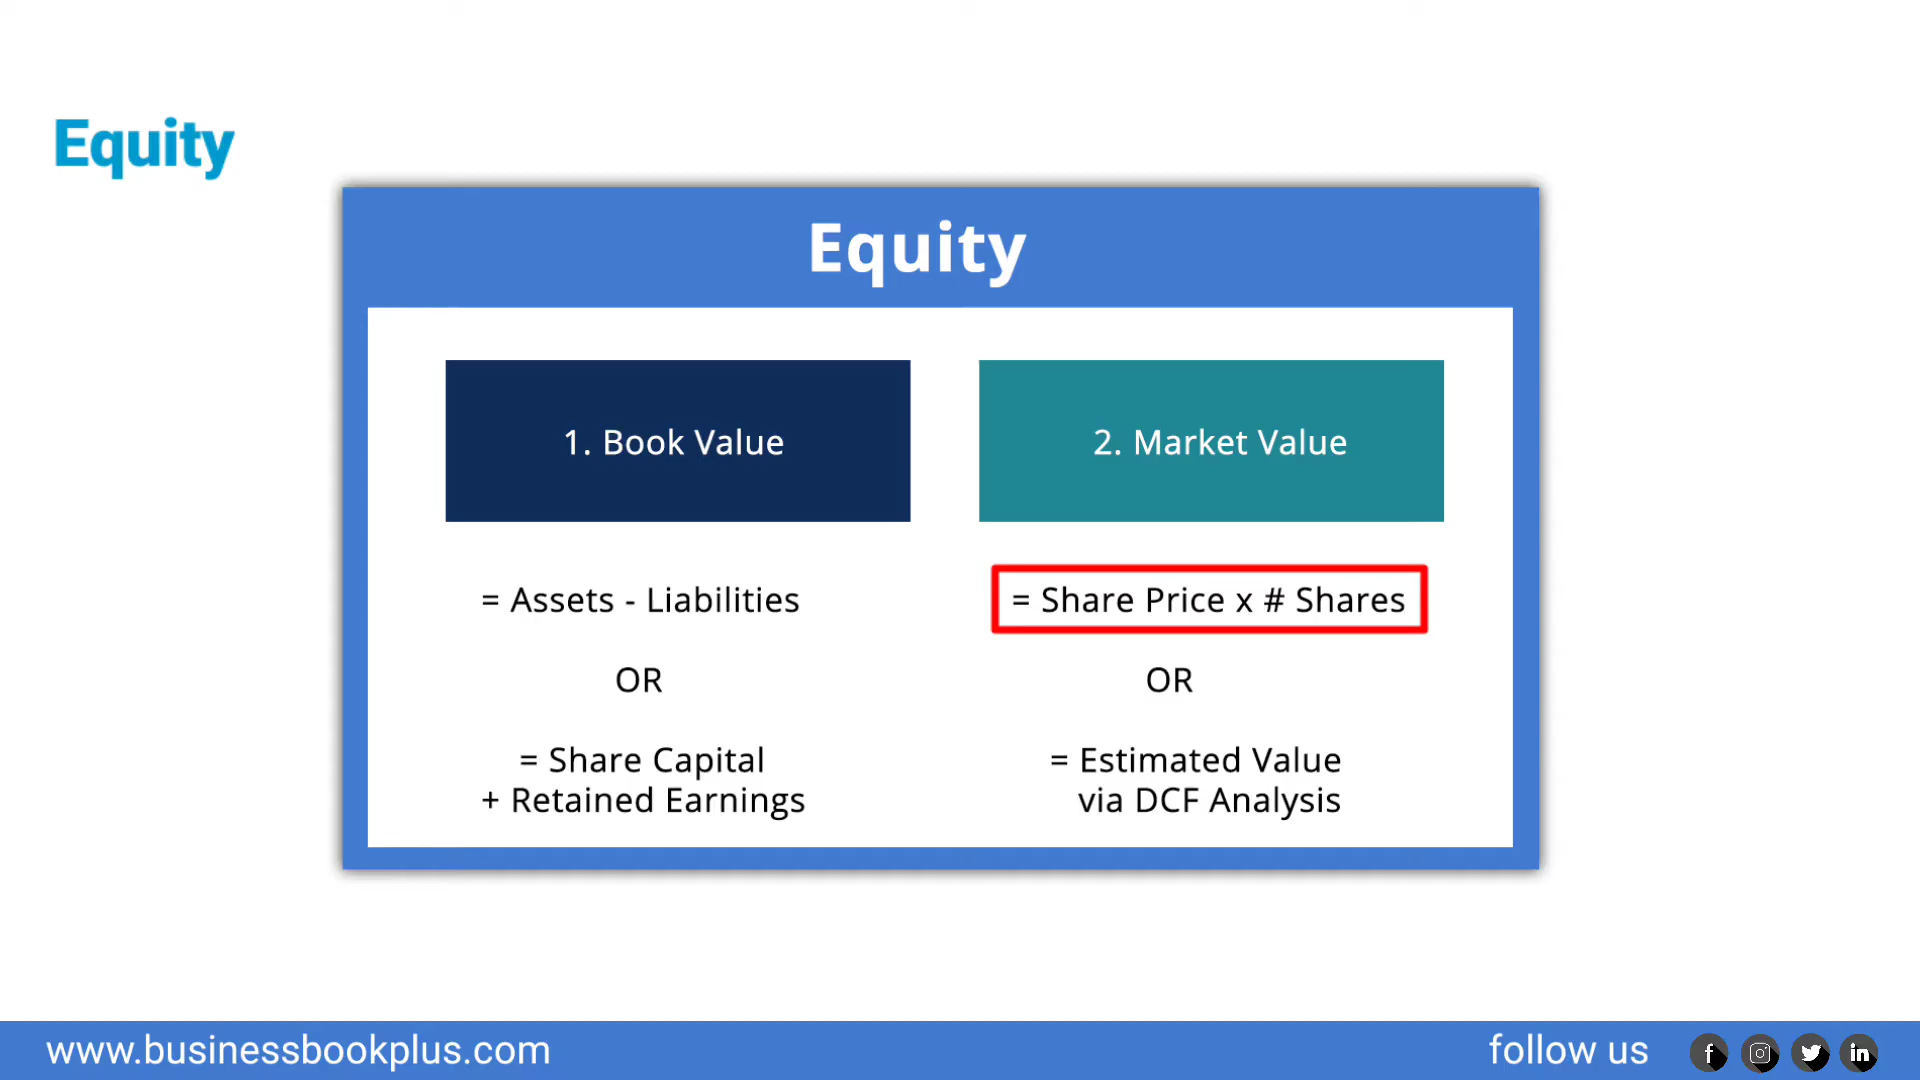 Equity
Equity
1. Book Value
2. Market Value
= Assets - Liabilities
= Share Price x # Shares
OR
OR
= Share Capital
+ Retained Earnings
= Estimated Value
via DCF Analysis
www.businessbookplus.com
follow us